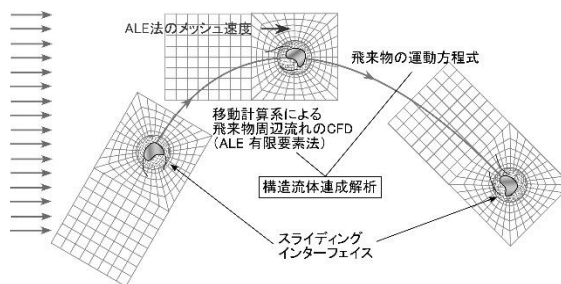 ALE法のメッシュ速度
飛来物の運動方程式
移動計算系による
飛来物周辺流れのCFD
(ALE 有限要素法)
構造流体連成解析
スライディング
インターフェイス